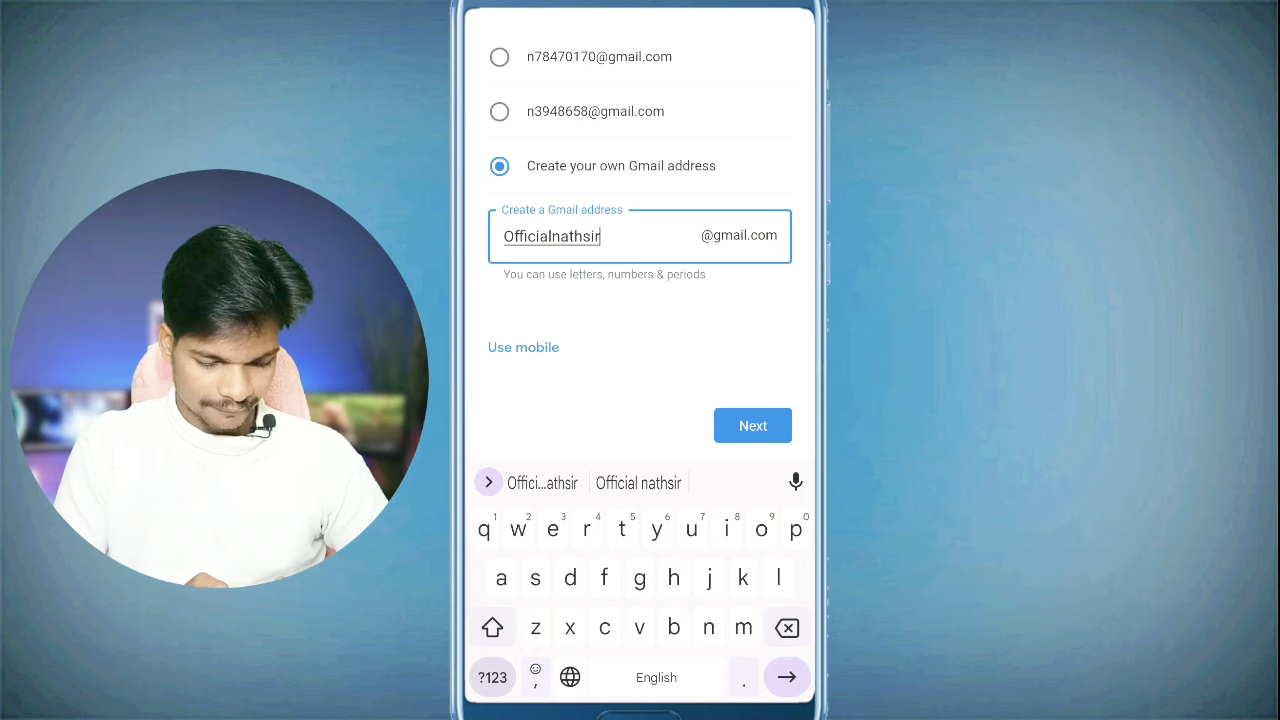 n78470170@gmail.com
n3948658@gmail.com
Create your own Gmail address
Create a Gmail address
Officialnathsir @gmail.com
You can use letters, numbers & periods
Use mobile
Next
Offici...athsir Official nathsir
1 2 3 4 5 6 7 8 9 0
q w e r t y u i o p
a s d f g h j k l
z x c v b n m
?123 , English .